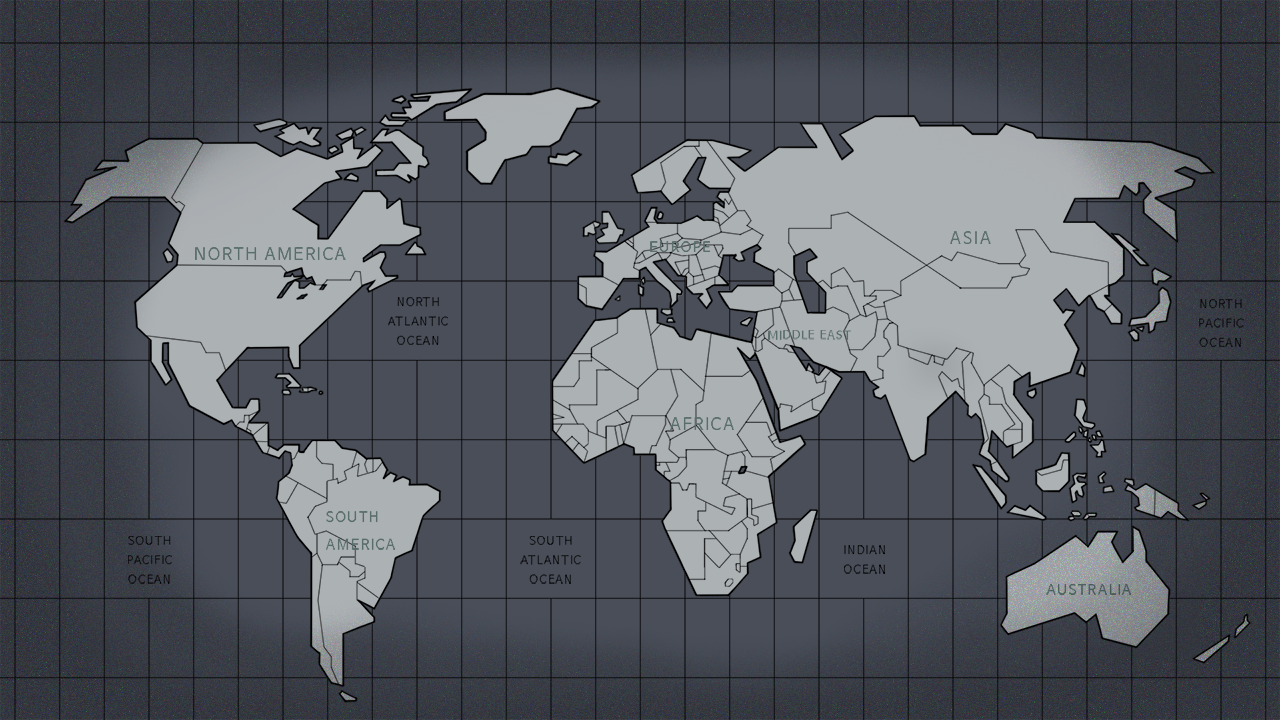 NORTH AMERICA
EUROPE
ASIA
NORTH
ATLANTIC
OCEAN
NORTH
PACIFIC
OCEAN
MIDDLE EAST
AFRICA
SOUTH
AMERICA
SOUTH
PACIFIC
OCEAN
SOUTH
ATLANTIC
OCEAN
INDIAN
OCEAN
AUSTRALIA